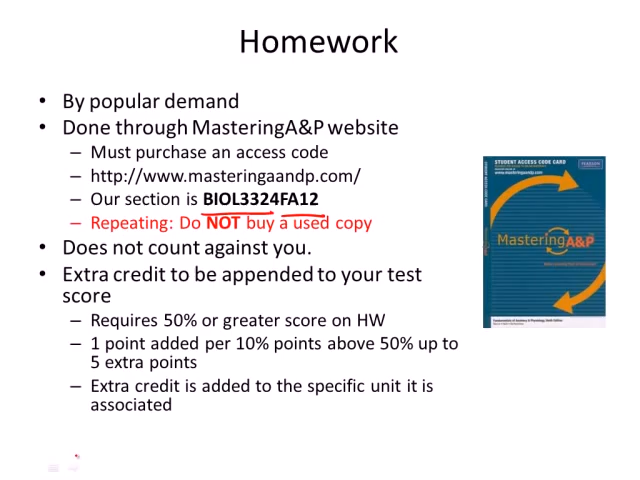 Homework
• By popular demand
• Done through MasteringA&P website
– Must purchase an access code
– http://www.masteringaandp.com/
– Our section is BIOL3324FA12
– Repeating: Do NOT buy a used copy
• Does not count against you.
• Extra credit to be appended to your test
score
– Requires 50% or greater score on HW
– 1 point added per 10% points above 50% up to
5 extra points
– Extra credit is added to the specific unit it is
associated
STUDENT ACCESS CODE CARD
www.masteringaandp.com
PEARSON
MasteringA&P